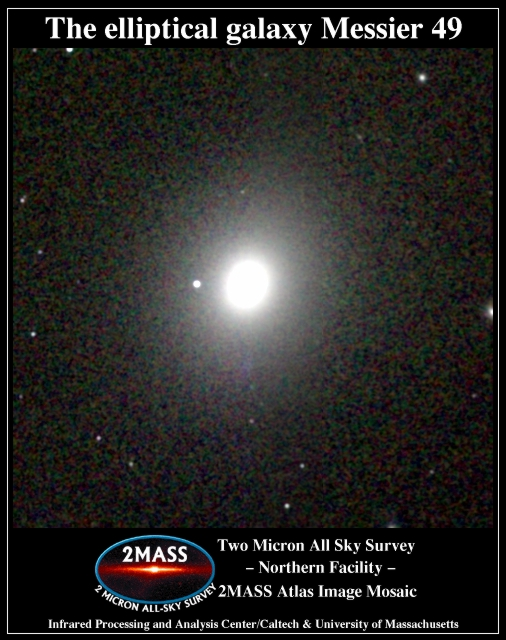 The elliptical galaxy Messier 49
2MASS
2 MICRON ALL-SKY SURVEY
Two Micron All Sky Survey
– Northern Facility –
2MASS Atlas Image Mosaic
Infrared Processing and Analysis Center/Caltech & University of Massachusetts